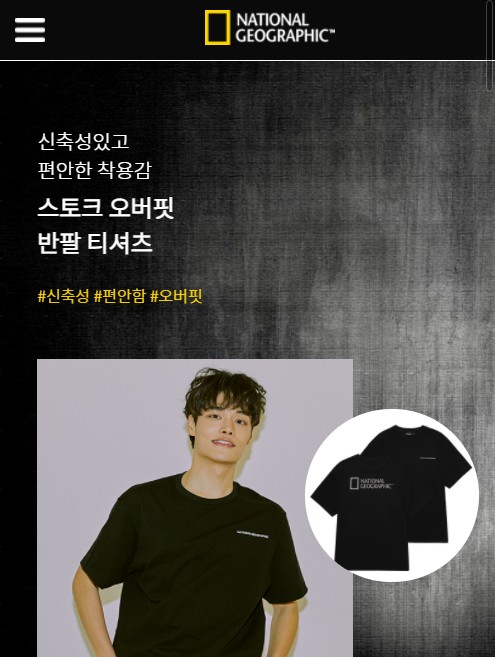 NATIONAL
GEOGRAPHIC™
신축성있고
편안한 착용감
스토크 오버핏
반팔 티셔츠
#신축성 #편안함 #오버핏
NATIONAL
GEOGRAPHIC